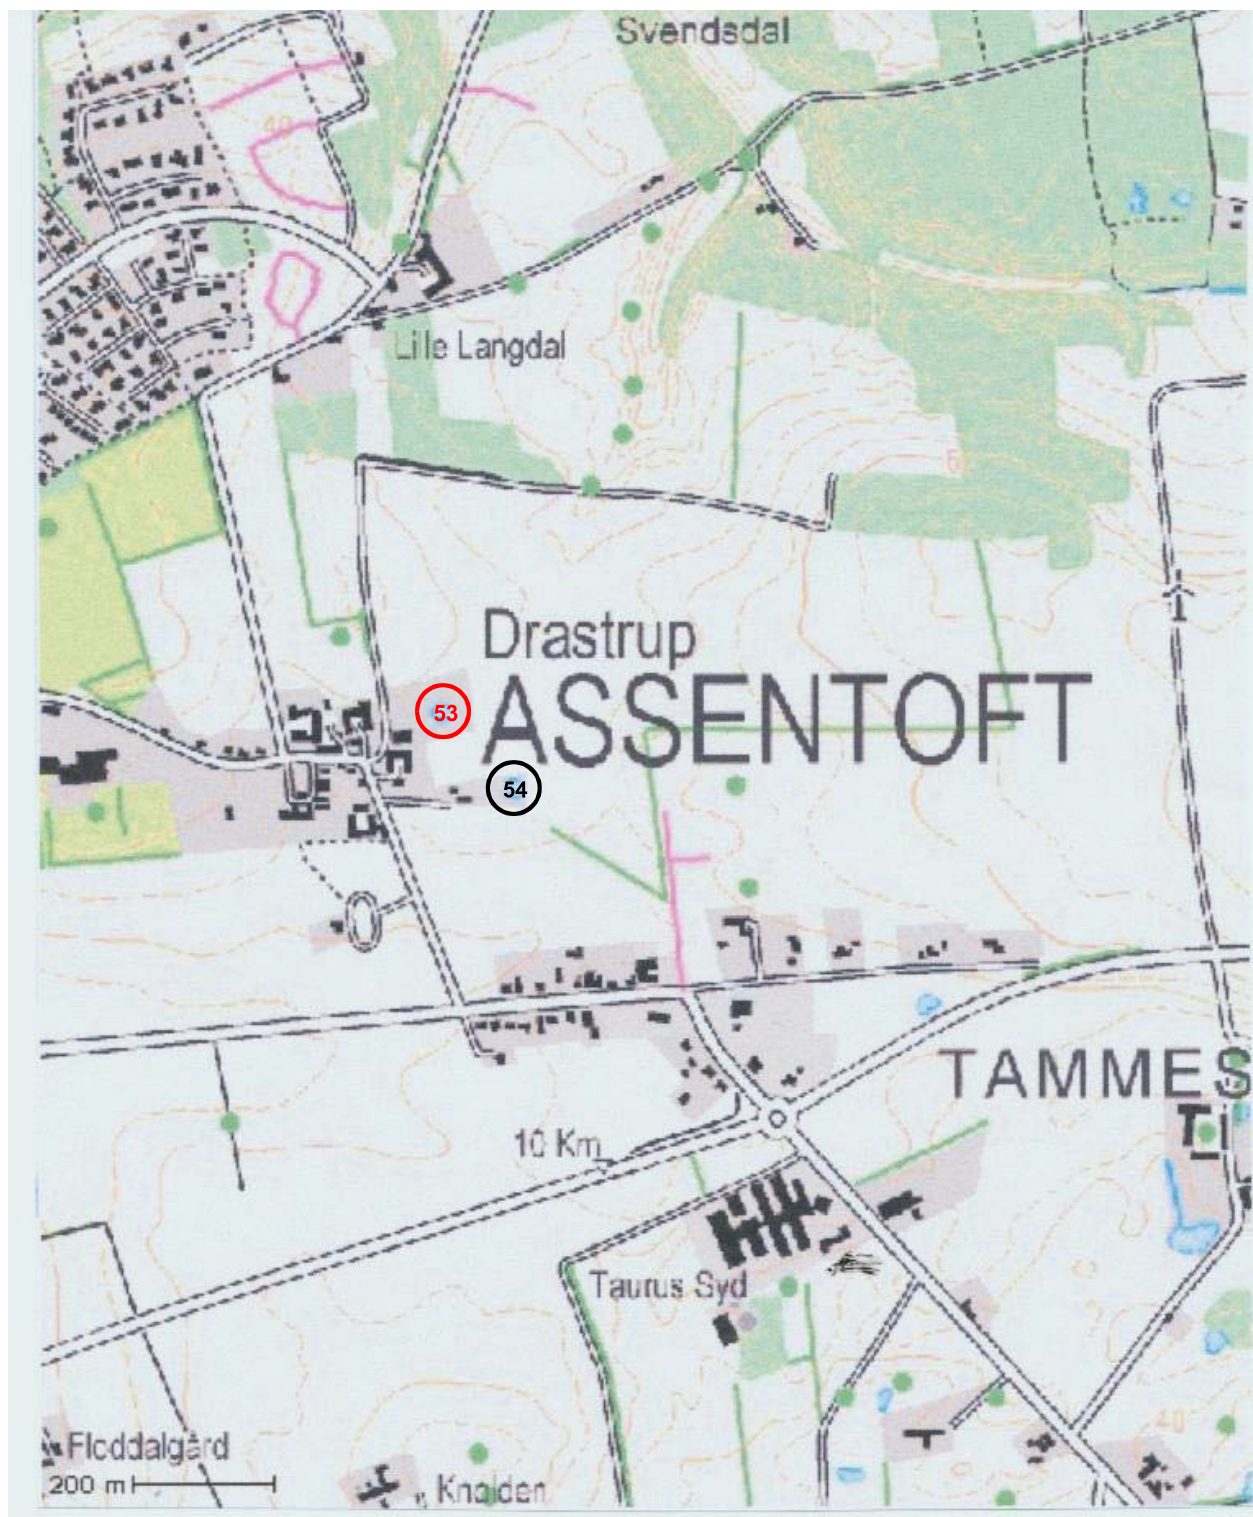 Svendsdal
40
Lille Langdal
Drastrup
ASSENTOFT
53
54
TAMMES
10 Km
Taurus Syd
40
Floddalgård
200 m
Knolden